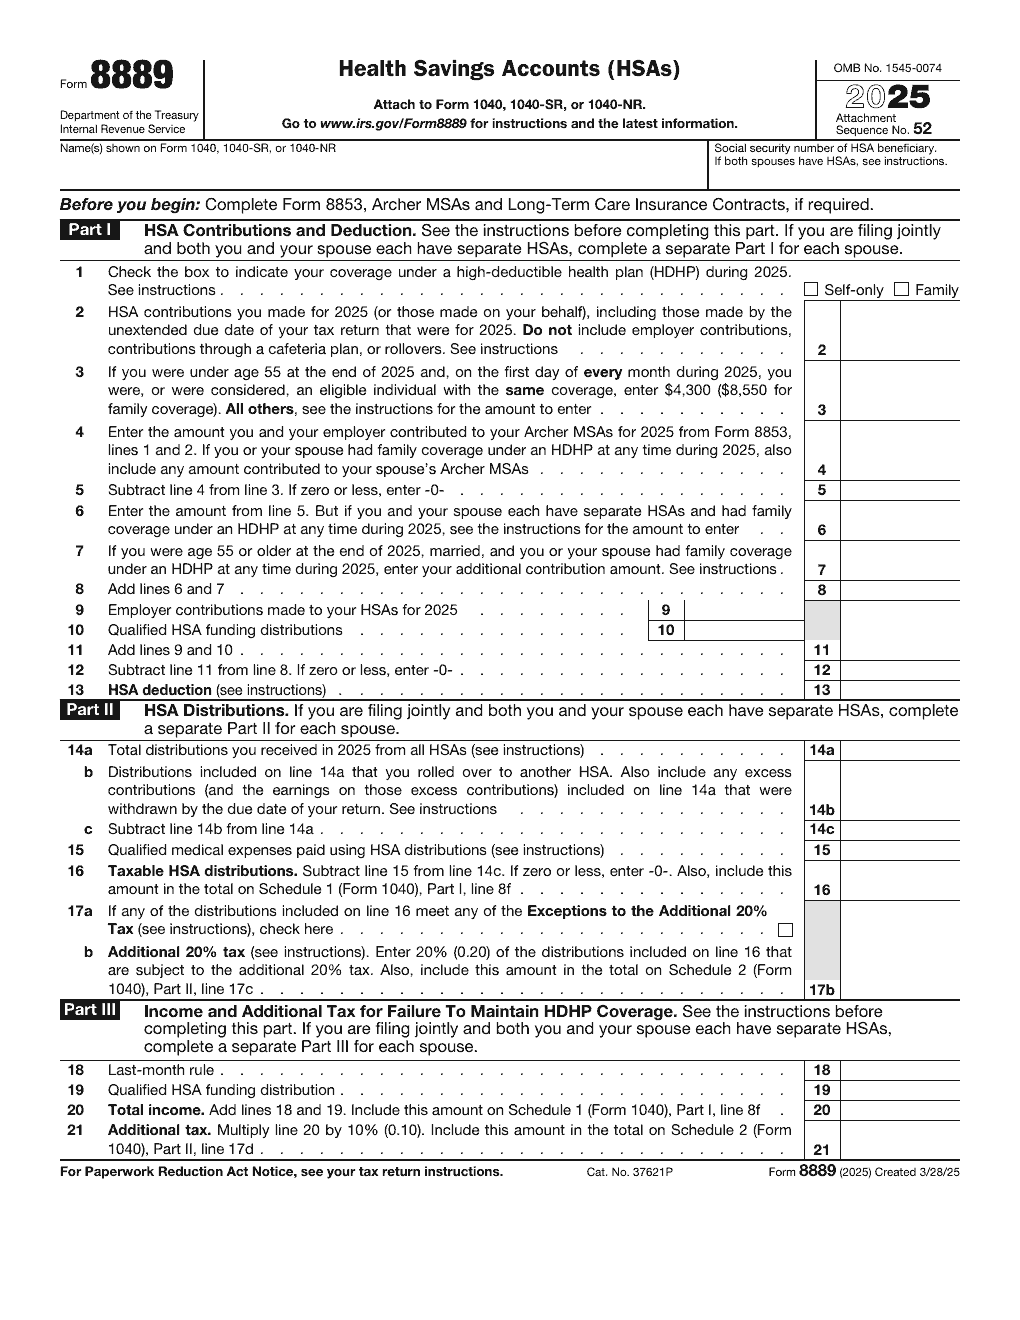 Form 8889
Department of the Treasury
Internal Revenue Service
Health Savings Accounts (HSAs)
Attach to Form 1040, 1040-SR, or 1040-NR.
Go to www.irs.gov/Form8889 for instructions and the latest information.
OMB No. 1545-0074
2025
Attachment
Sequence No. 52
Name(s) shown on Form 1040, 1040-SR, or 1040-NR
Social security number of HSA beneficiary.
If both spouses have HSAs, see instructions.
Before you begin: Complete Form 8853, Archer MSAs and Long-Term Care Insurance Contracts, if required.
Part I HSA Contributions and Deduction. See the instructions before completing this part. If you are filing jointly
and both you and your spouse each have separate HSAs, complete a separate Part I for each spouse.
1 Check the box to indicate your coverage under a high-deductible health plan (HDHP) during 2025.
See instructions . . . . . . . . . . . . . . . . . . . . . . . . . . . . . Self-only Family
2 HSA contributions you made for 2025 (or those made on your behalf), including those made by the
unextended due date of your tax return that were for 2025. Do not include employer contributions,
contributions through a cafeteria plan, or rollovers. See instructions . . . . . . . . . . . 2
3 If you were under age 55 at the end of 2025 and, on the first day of every month during 2025, you
were, or were considered, an eligible individual with the same coverage, enter $4,300 ($8,550 for
family coverage). All others, see the instructions for the amount to enter . . . . . . . . . . 3
4 Enter the amount you and your employer contributed to your Archer MSAs for 2025 from Form 8853,
lines 1 and 2. If you or your spouse had family coverage under an HDHP at any time during 2025, also
include any amount contributed to your spouse's Archer MSAs . . . . . . . . . . . . . 4
5 Subtract line 4 from line 3. If zero or less, enter -0- . . . . . . . . . . . . . . . . . 5
6 Enter the amount from line 5. But if you and your spouse each have separate HSAs and had family
coverage under an HDHP at any time during 2025, see the instructions for the amount to enter . . 6
7 If you were age 55 or older at the end of 2025, married, and you or your spouse had family coverage
under an HDHP at any time during 2025, enter your additional contribution amount. See instructions . 7
8 Add lines 6 and 7 . . . . . . . . . . . . . . . . . . . . . . . . . . . . 8
9 Employer contributions made to your HSAs for 2025 . . . . . . . . 9
10 Qualified HSA funding distributions . . . . . . . . . . . . . . 10
11 Add lines 9 and 10 . . . . . . . . . . . . . . . . . . . . . . . . . . . . 11
12 Subtract line 11 from line 8. If zero or less, enter -0- . . . . . . . . . . . . . . . . . 12
13 HSA deduction (see instructions) . . . . . . . . . . . . . . . . . . . . . . . 13
Part II HSA Distributions. If you are filing jointly and both you and your spouse each have separate HSAs, complete
a separate Part II for each spouse.
14a Total distributions you received in 2025 from all HSAs (see instructions) . . . . . . . . . . 14a
b Distributions included on line 14a that you rolled over to another HSA. Also include any excess
contributions (and the earnings on those excess contributions) included on line 14a that were
withdrawn by the due date of your return. See instructions . . . . . . . . . . . . . . 14b
c Subtract line 14b from line 14a . . . . . . . . . . . . . . . . . . . . . . . . 14c
15 Qualified medical expenses paid using HSA distributions (see instructions) . . . . . . . . . 15
16 Taxable HSA distributions. Subtract line 15 from line 14c. If zero or less, enter -0-. Also, include this
amount in the total on Schedule 1 (Form 1040), Part I, line 8f . . . . . . . . . . . . . . 16
17a If any of the distributions included on line 16 meet any of the Exceptions to the Additional 20%
Tax (see instructions), check here . . . . . . . . . . . . . . . . . . . . . .
b Additional 20% tax (see instructions). Enter 20% (0.20) of the distributions included on line 16 that
are subject to the additional 20% tax. Also, include this amount in the total on Schedule 2 (Form
1040), Part II, line 17c . . . . . . . . . . . . . . . . . . . . . . . . . . . 17b
Part III Income and Additional Tax for Failure To Maintain HDHP Coverage. See the instructions before
completing this part. If you are filing jointly and both you and your spouse each have separate HSAs,
complete a separate Part III for each spouse.
18 Last-month rule . . . . . . . . . . . . . . . . . . . . . . . . . . . . . 18
19 Qualified HSA funding distribution . . . . . . . . . . . . . . . . . . . . . . . 19
20 Total income. Add lines 18 and 19. Include this amount on Schedule 1 (Form 1040), Part I, line 8f . 20
21 Additional tax. Multiply line 20 by 10% (0.10). Include this amount in the total on Schedule 2 (Form
1040), Part II, line 17d . . . . . . . . . . . . . . . . . . . . . . . . . . . 21
For Paperwork Reduction Act Notice, see your tax return instructions. Cat. No. 37621P Form 8889 (2025) Created 3/28/25